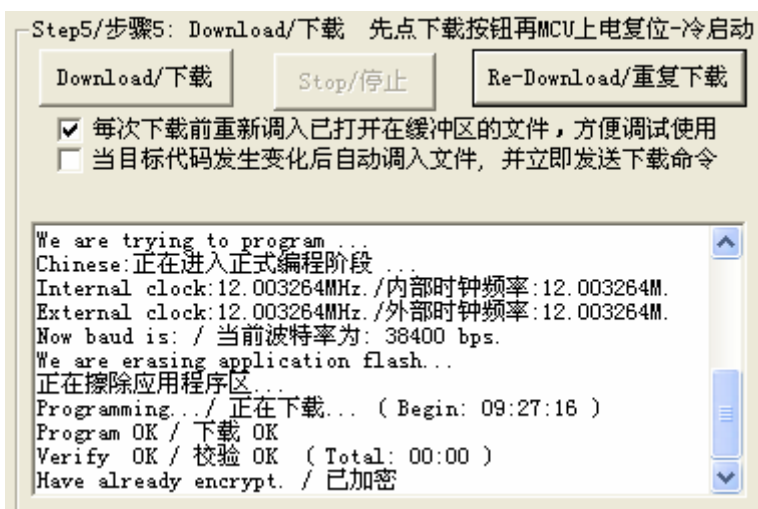 Step5/步骤5: Download/下载 先点下载按钮再MCU上电复位-冷启动
Download/下载 Stop/停止 Re-Download/重复下载
每次下载前重新调入已打开在缓冲区的文件，方便调试使用
当目标代码发生变化后自动调入文件, 并立即发送下载命令
We are trying to program ...
Chinese:正在进入正式编程阶段 ...
Internal clock:12.003264MHz./内部时钟频率:12.003264M.
External clock:12.003264MHz./外部时钟频率:12.003264M.
Now baud is: / 当前波特率为: 38400 bps.
We are erasing application flash...
正在擦除应用程序区...
Programming.../ 正在下载... ( Begin: 09:27:16 )
Program OK / 下载 OK
Verify OK / 校验 OK ( Total: 00:00 )
Have already encrypt. / 已加密